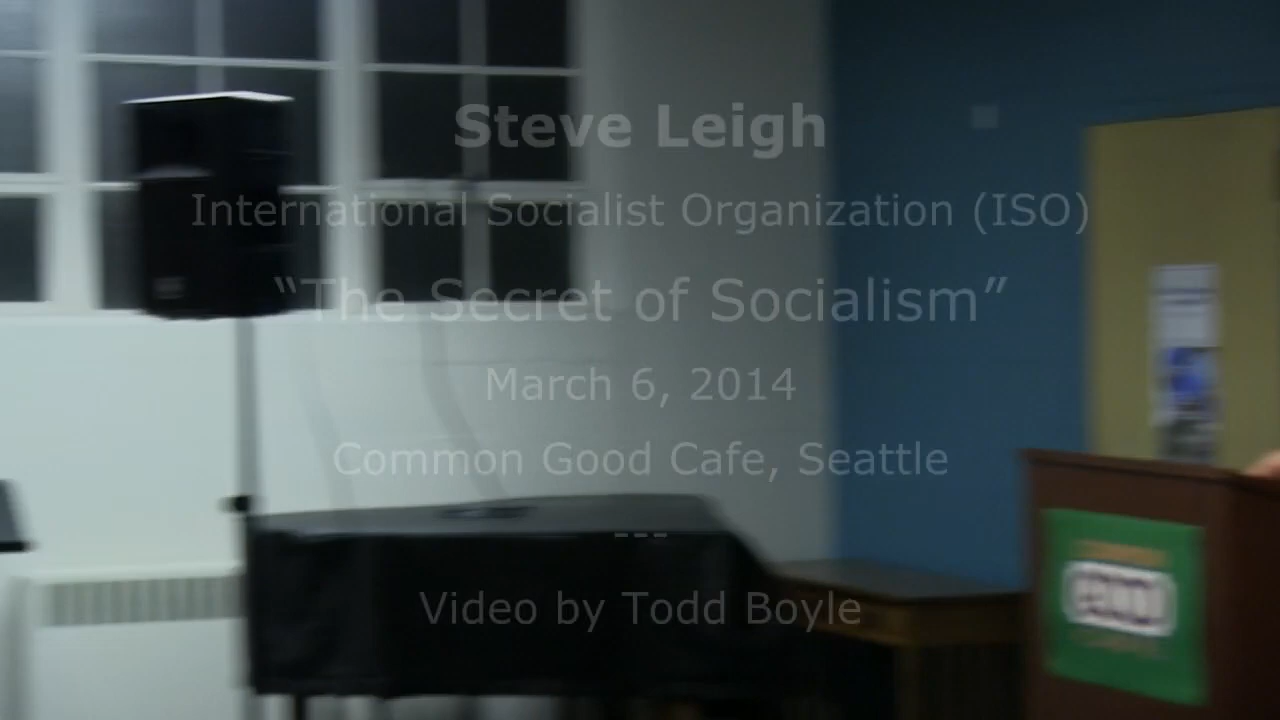 Steve Leigh
International Socialist Organization (ISO)
“The Secret of Socialism”
March 6, 2014
Common Good Cafe, Seattle
---
Video by Todd Boyle